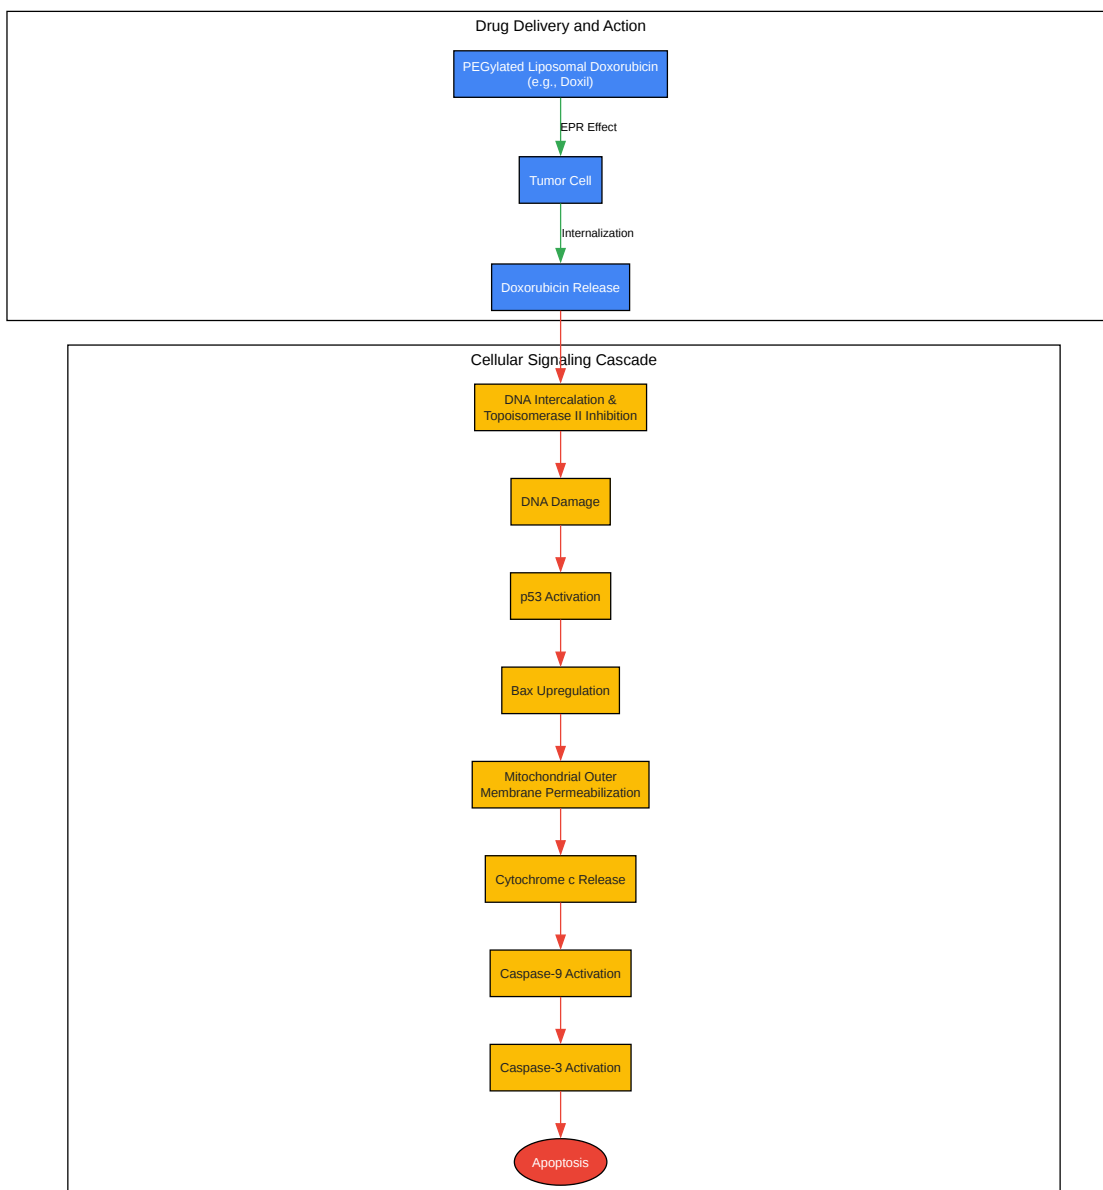 Drug Delivery and Action
PEGylated Liposomal Doxorubicin
(e.g., Doxil)
EPR Effect
Tumor Cell
Internalization
Doxorubicin Release
Cellular Signaling Cascade
DNA Intercalation &
Topoisomerase II Inhibition
DNA Damage
p53 Activation
Bax Upregulation
Mitochondrial Outer
Membrane Permeabilization
Cytochrome c Release
Caspase-9 Activation
Caspase-3 Activation
Apoptosis